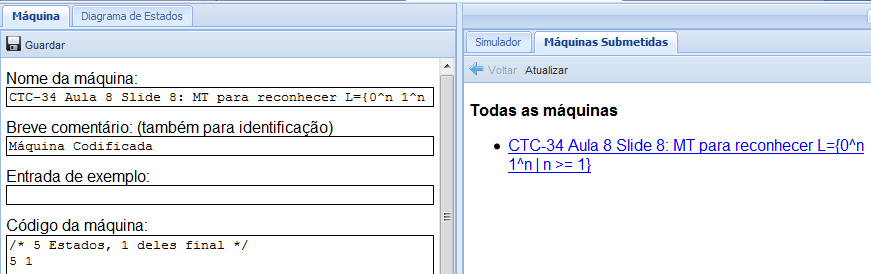 Máquina Diagrama de Estados
Guardar
Nome da máquina:
CTC-34 Aula 8 Slide 8: MT para reconhecer L={0^n 1^n
Breve comentário: (também para identificação)
Máquina Codificada
Entrada de exemplo:
Código da máquina:
/* 5 Estados, 1 deles final */
5 1
Simulador Máquinas Submetidas
Voltar Atualizar
Todas as máquinas
CTC-34 Aula 8 Slide 8: MT para reconhecer L={0^n
1^n | n >= 1}